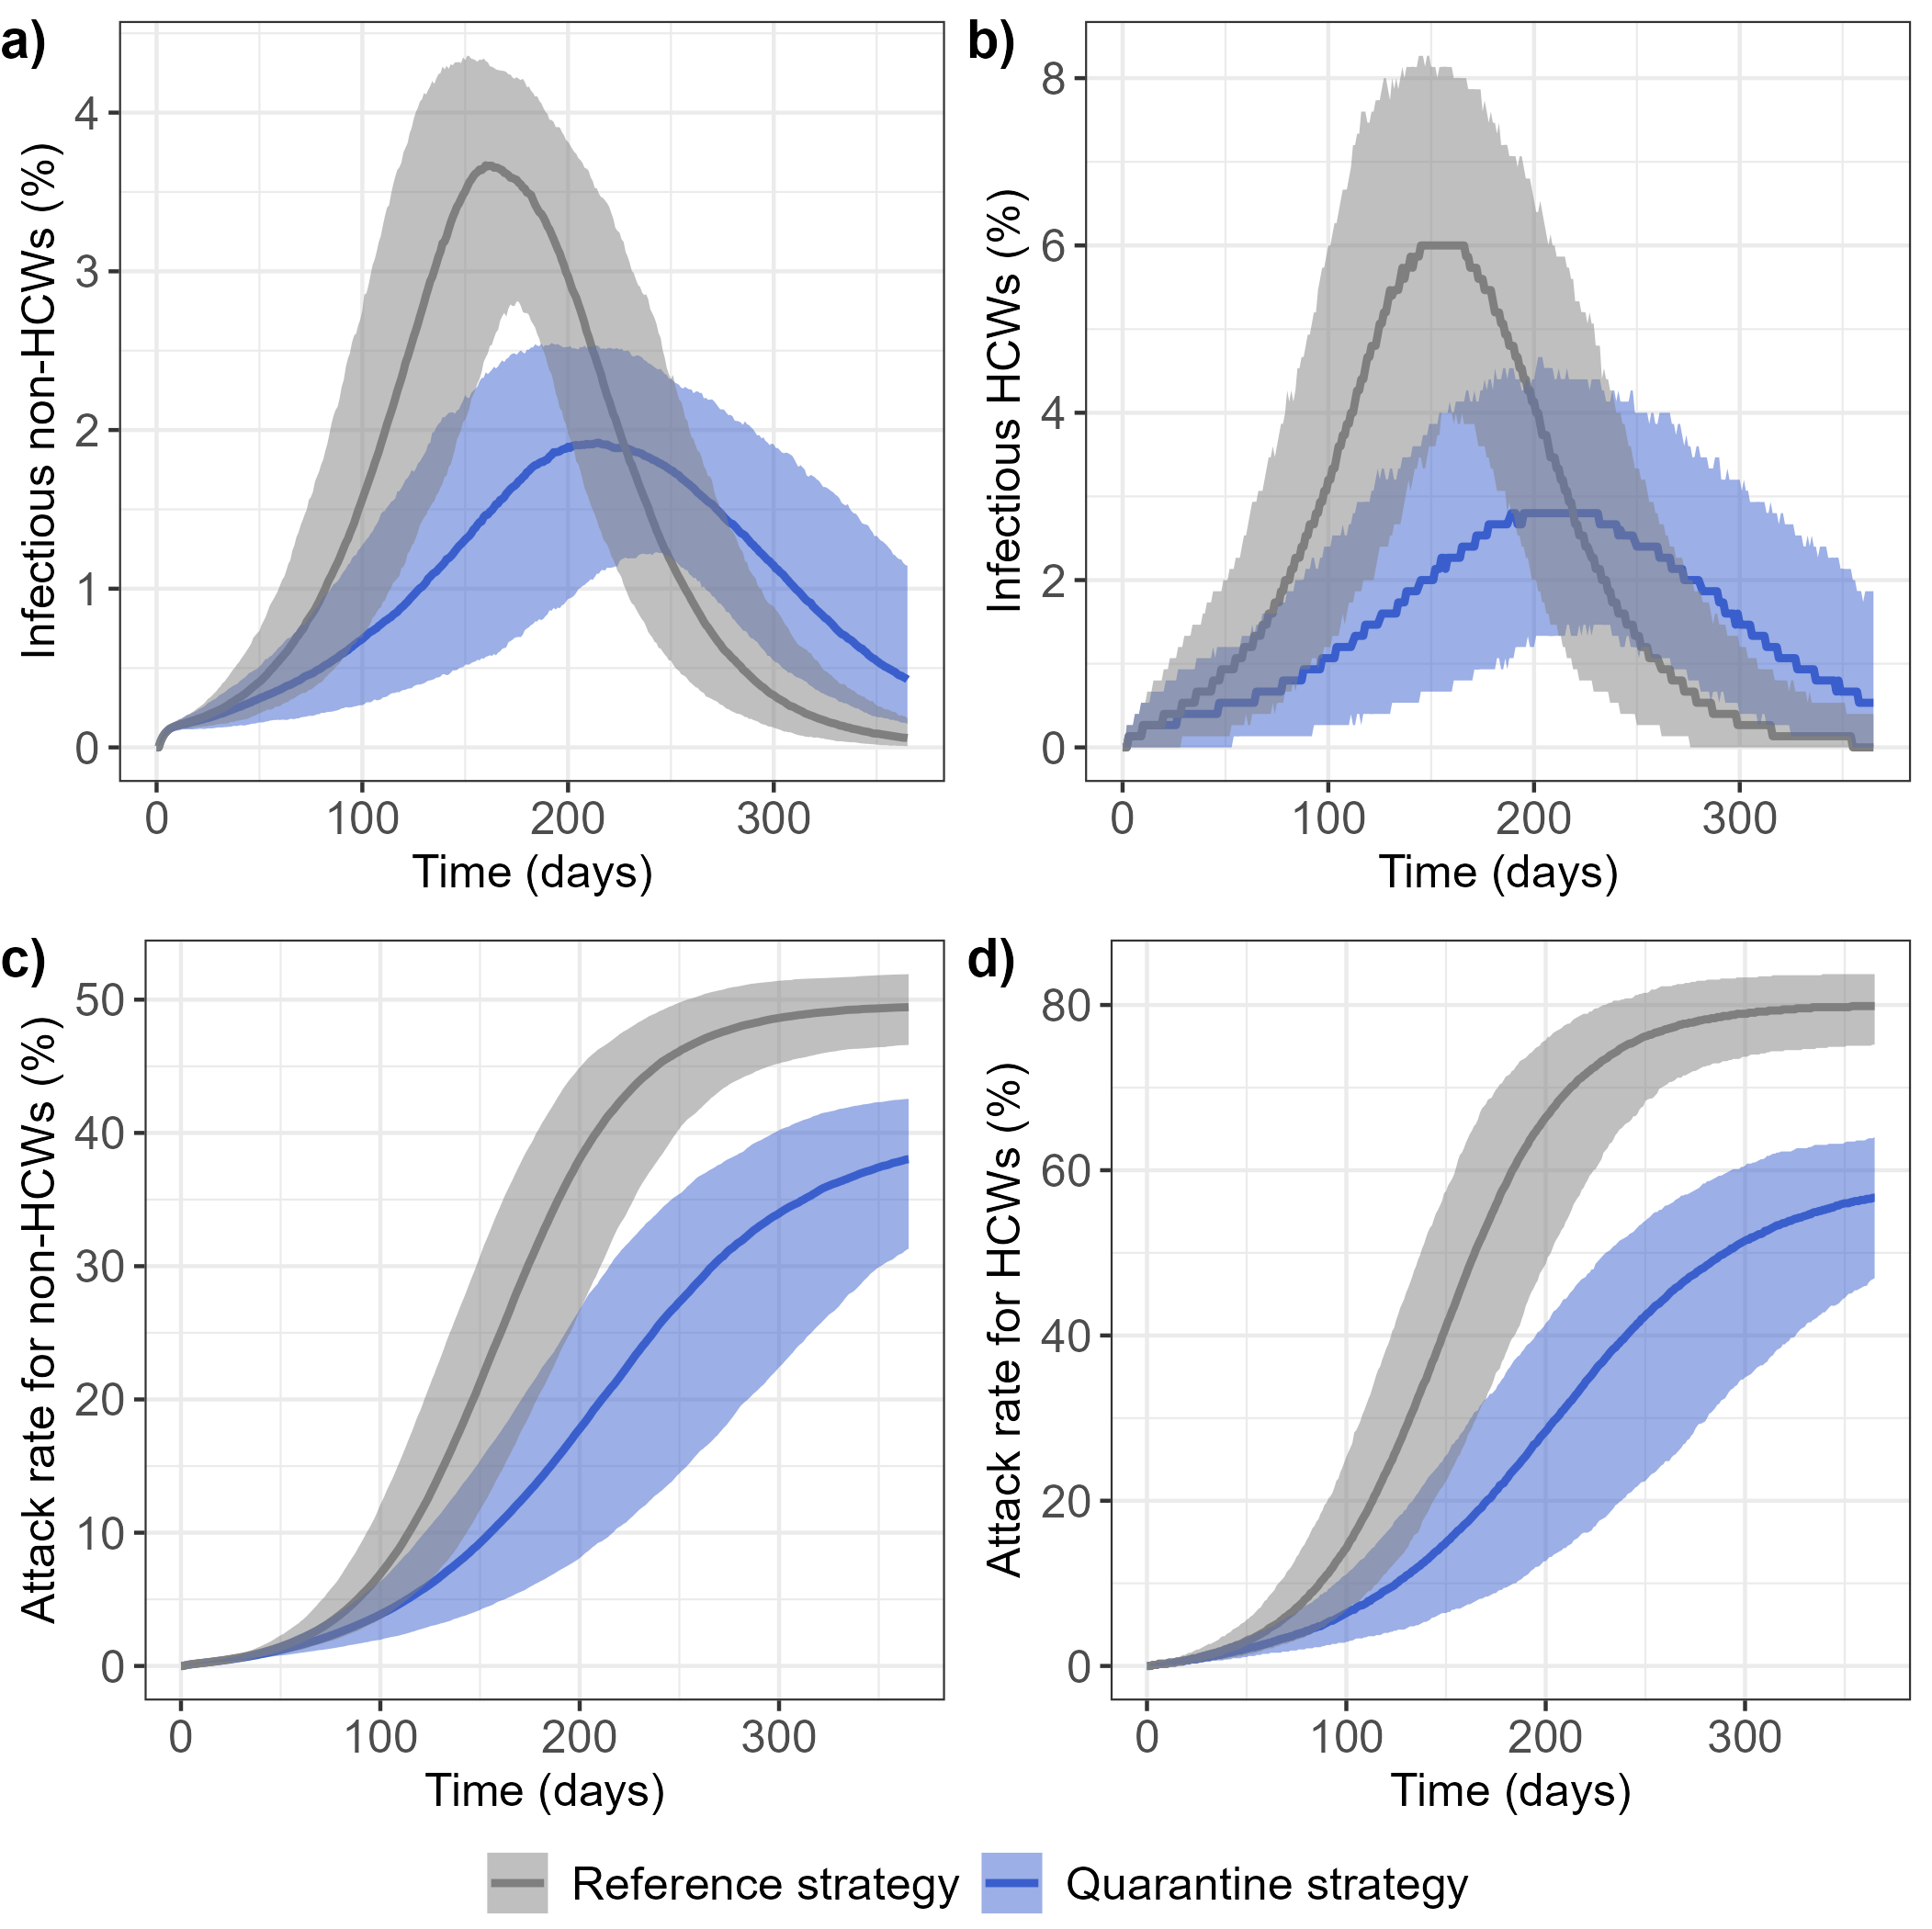 a)
Infectious non-HCWs (%)
4
3
2
1
0
0 100 200 300
Time (days)
b)
Infectious HCWs (%)
8
6
4
2
0
0 100 200 300
Time (days)
c)
Attack rate for non-HCWs (%)
50
40
30
20
10
0
0 100 200 300
Time (days)
d)
Attack rate for HCWs (%)
80
60
40
20
0
0 100 200 300
Time (days)
Reference strategy Quarantine strategy